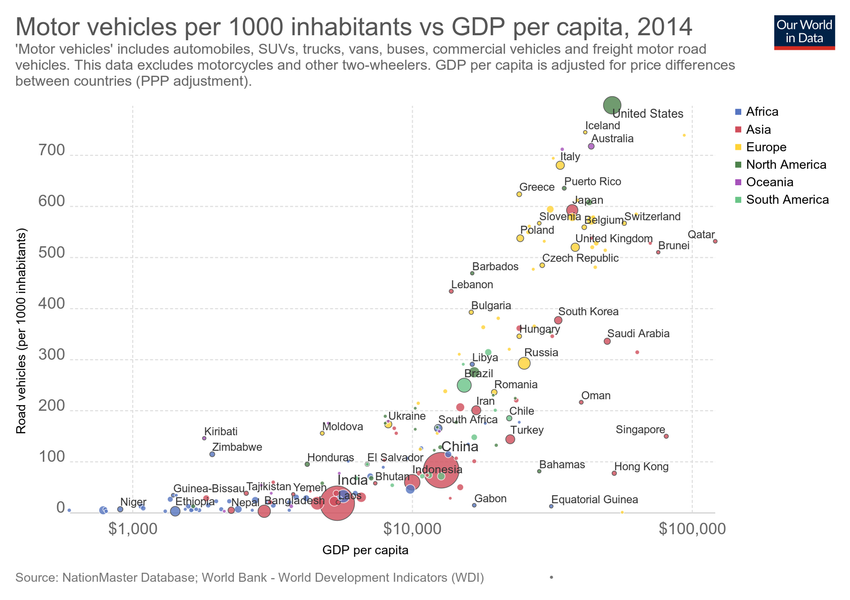 Motor vehicles per 1000 inhabitants vs GDP per capita, 2014
Our World
in Data
'Motor vehicles' includes automobiles, SUVs, trucks, vans, buses, commercial vehicles and freight motor road
vehicles. This data excludes motorcycles and other two-wheelers. GDP per capita is adjusted for price differences
between countries (PPP adjustment).
Africa
Asia
Europe
North America
Oceania
South America
Road vehicles (per 1000 inhabitants)
700
600
500
400
300
200
100
0
United States
Iceland
Australia
Italy
Puerto Rico
Greece
Japan
Slovenia
Belgium
Switzerland
Poland
United Kingdom
Qatar
Brunei
Czech Republic
Barbados
Lebanon
Bulgaria
South Korea
Hungary
Saudi Arabia
Russia
Libya
Brazil
Romania
Oman
Iran
Chile
Ukraine
South Africa
Moldova
Kiribati
Turkey
Singapore
Zimbabwe
China
Honduras
El Salvador
Indonesia
Bahamas
Hong Kong
India
Bhutan
Guinea-Bissau
Tajikistan
Yemen
Laos
Niger
Ethiopia
Nepal
Bangladesh
Gabon
Equatorial Guinea
$1,000
$10,000
$100,000
GDP per capita
Source: NationMaster Database; World Bank - World Development Indicators (WDI)